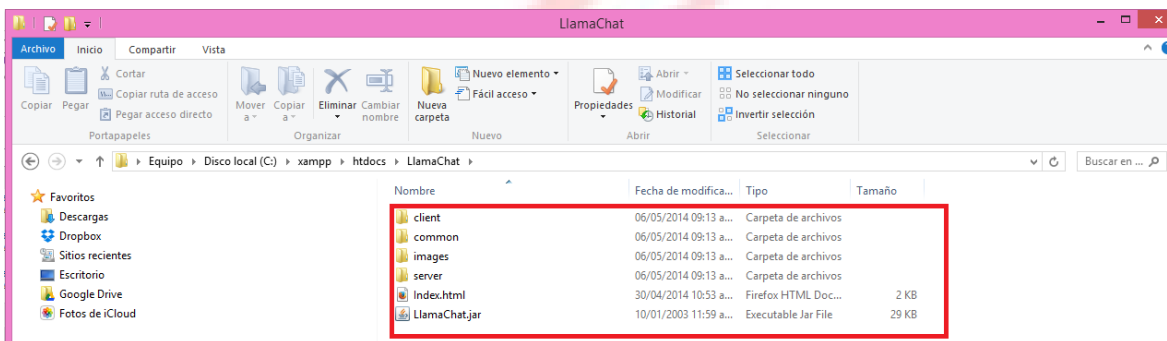 LlamaChat
Archivo Inicio Compartir Vista
Copiar Pegar Cortar Copiar ruta de acceso Pegar acceso directo
Portapapeles
Mover a Copiar a Eliminar Cambiar nombre
Organizar
Nueva carpeta Nuevo elemento Fácil acceso
Nuevo
Propiedades Abrir Modificar Historial
Abrir
Seleccionar todo No seleccionar ninguno Invertir selección
Seleccionar
Equipo Disco local (C:) xampp htdocs LlamaChat Buscar en ...
Nombre Fecha de modifica... Tipo Tamaño
Favoritos
Descargas
Dropbox
Sitios recientes
Escritorio
Google Drive
Fotos de iCloud
client 06/05/2014 09:13 a... Carpeta de archivos
common 06/05/2014 09:13 a... Carpeta de archivos
images 06/05/2014 09:13 a... Carpeta de archivos
server 06/05/2014 09:13 a... Carpeta de archivos
Index.html 30/04/2014 10:53 a... Firefox HTML Doc... 2 KB
LlamaChat.jar 10/01/2003 11:59 a... Executable Jar File 29 KB